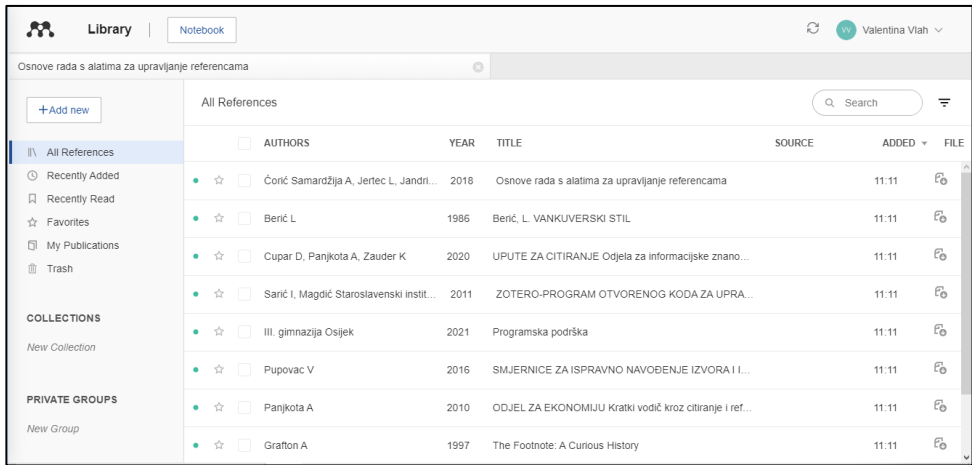 Library | Notebook VV Valentina Vlah
Osnove rada s alatima za upravljanje referencama
+Add new
All References
Recently Added
Recently Read
Favorites
My Publications
Trash
COLLECTIONS
New Collection
PRIVATE GROUPS
New Group
All References Search
AUTHORS YEAR TITLE SOURCE ADDED FILE
Ćorić Samardžija A, Jertec L, Jandri... 2018 Osnove rada s alatima za upravljanje referencama 11:11
Berić L 1986 Berić, L. VANKUVERSKI STIL 11:11
Cupar D, Panjkota A, Zauder K 2020 UPUTE ZA CITIRANJE Odjela za informacijske znano... 11:11
Sarić I, Magdić Staroslavenski instit... 2011 ZOTERO-PROGRAM OTVORENOG KODA ZA UPRA... 11:11
III. gimnazija Osijek 2021 Programska podrška 11:11
Pupovac V 2016 SMJERNICE ZA ISPRAVNO NAVOĐENJE IZVORA I I... 11:11
Panjkota A 2010 ODJEL ZA EKONOMIJU Kratki vodič kroz citiranje i ref... 11:11
Grafton A 1997 The Footnote: A Curious History 11:11